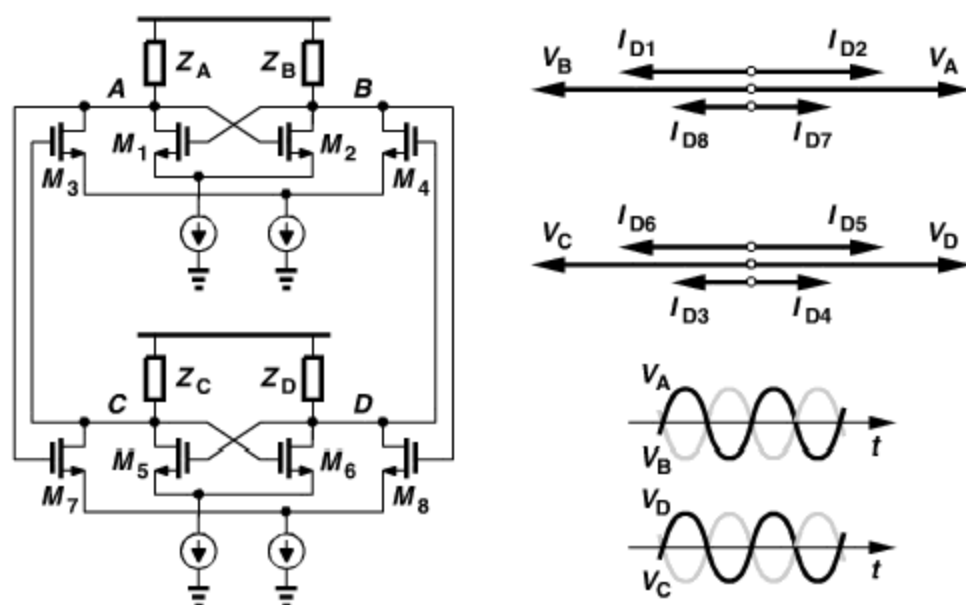 Z_A Z_B
A B
M_1 M_2
M_3 M_4
Z_C Z_D
C D
M_5 M_6
M_7 M_8
I_D1 I_D2
V_B V_A
I_D8 I_D7
I_D6 I_D5
V_C V_D
I_D3 I_D4
V_A
V_B t
V_D
V_C t